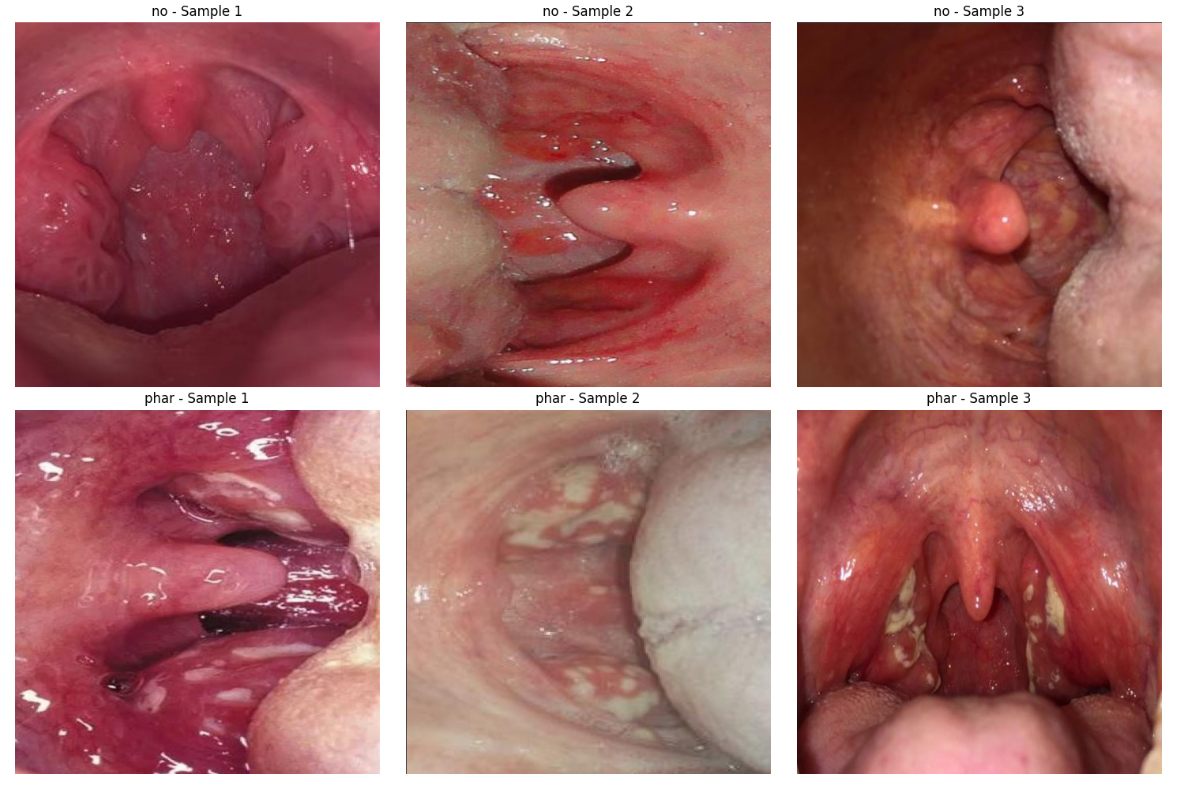 no - Sample 1
no - Sample 2
no - Sample 3
phar - Sample 1
phar - Sample 2
phar - Sample 3